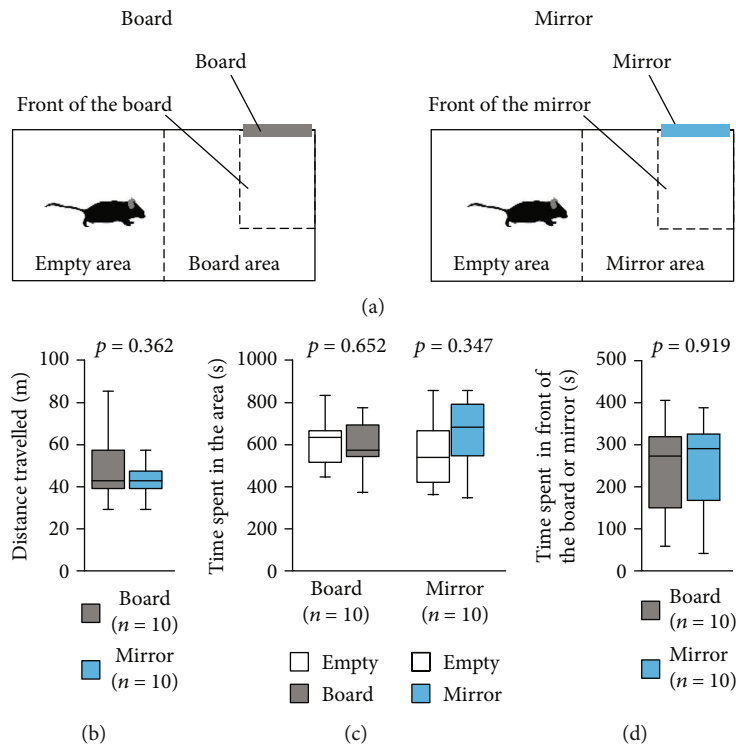 Board
Board
Front of the board
Empty area
Board area
Mirror
Mirror
Front of the mirror
Empty area
Mirror area
(a)
p = 0.362
Distance travelled (m)
100
80
60
40
20
0
Board
(n = 10)
Mirror
(n = 10)
(b)
p = 0.652
p = 0.347
Time spent in the area (s)
1000
800
600
400
200
0
Board
(n = 10)
Mirror
(n = 10)
Empty
Board
Empty
Mirror
(c)
p = 0.919
Time spent in front of
the board or mirror (s)
500
400
300
200
100
0
Board
(n = 10)
Mirror
(n = 10)
(d)